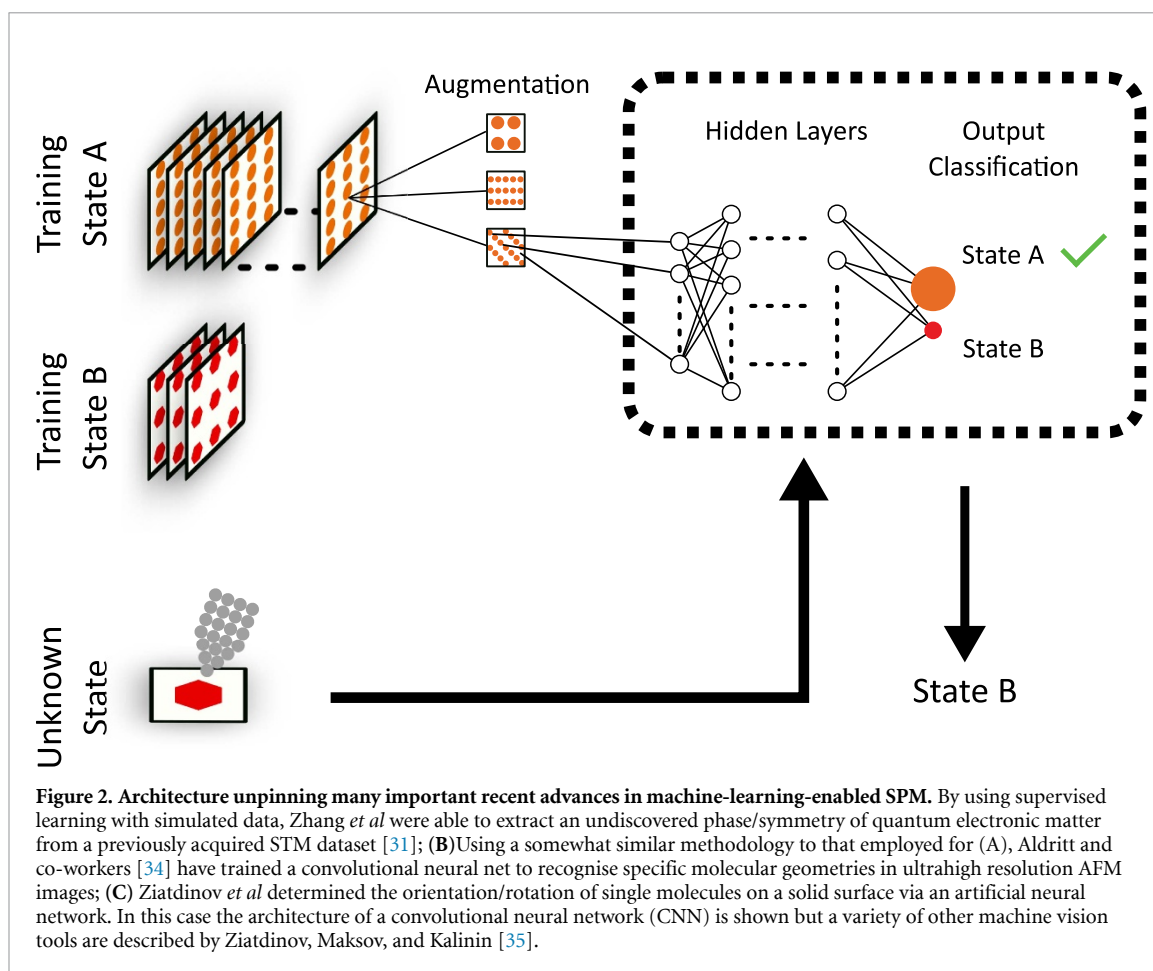 Training
State A
Augmentation
Hidden Layers
Output
Classification
State A
State B
Training
State B
Unknown
State
State B
Figure 2. Architecture unpinning many important recent advances in machine-learning-enabled SPM. By using supervised
learning with simulated data, Zhang et al were able to extract an undiscovered phase/symmetry of quantum electronic matter
from a previously acquired STM dataset [31]; (B)Using a somewhat similar methodology to that employed for (A), Aldritt and
co-workers [34] have trained a convolutional neural net to recognise specific molecular geometries in ultrahigh resolution AFM
images; (C) Ziatdinov et al determined the orientation/rotation of single molecules on a solid surface via an artificial neural
network. In this case the architecture of a convolutional neural network (CNN) is shown but a variety of other machine vision
tools are described by Ziatdinov, Maksov, and Kalinin [35].